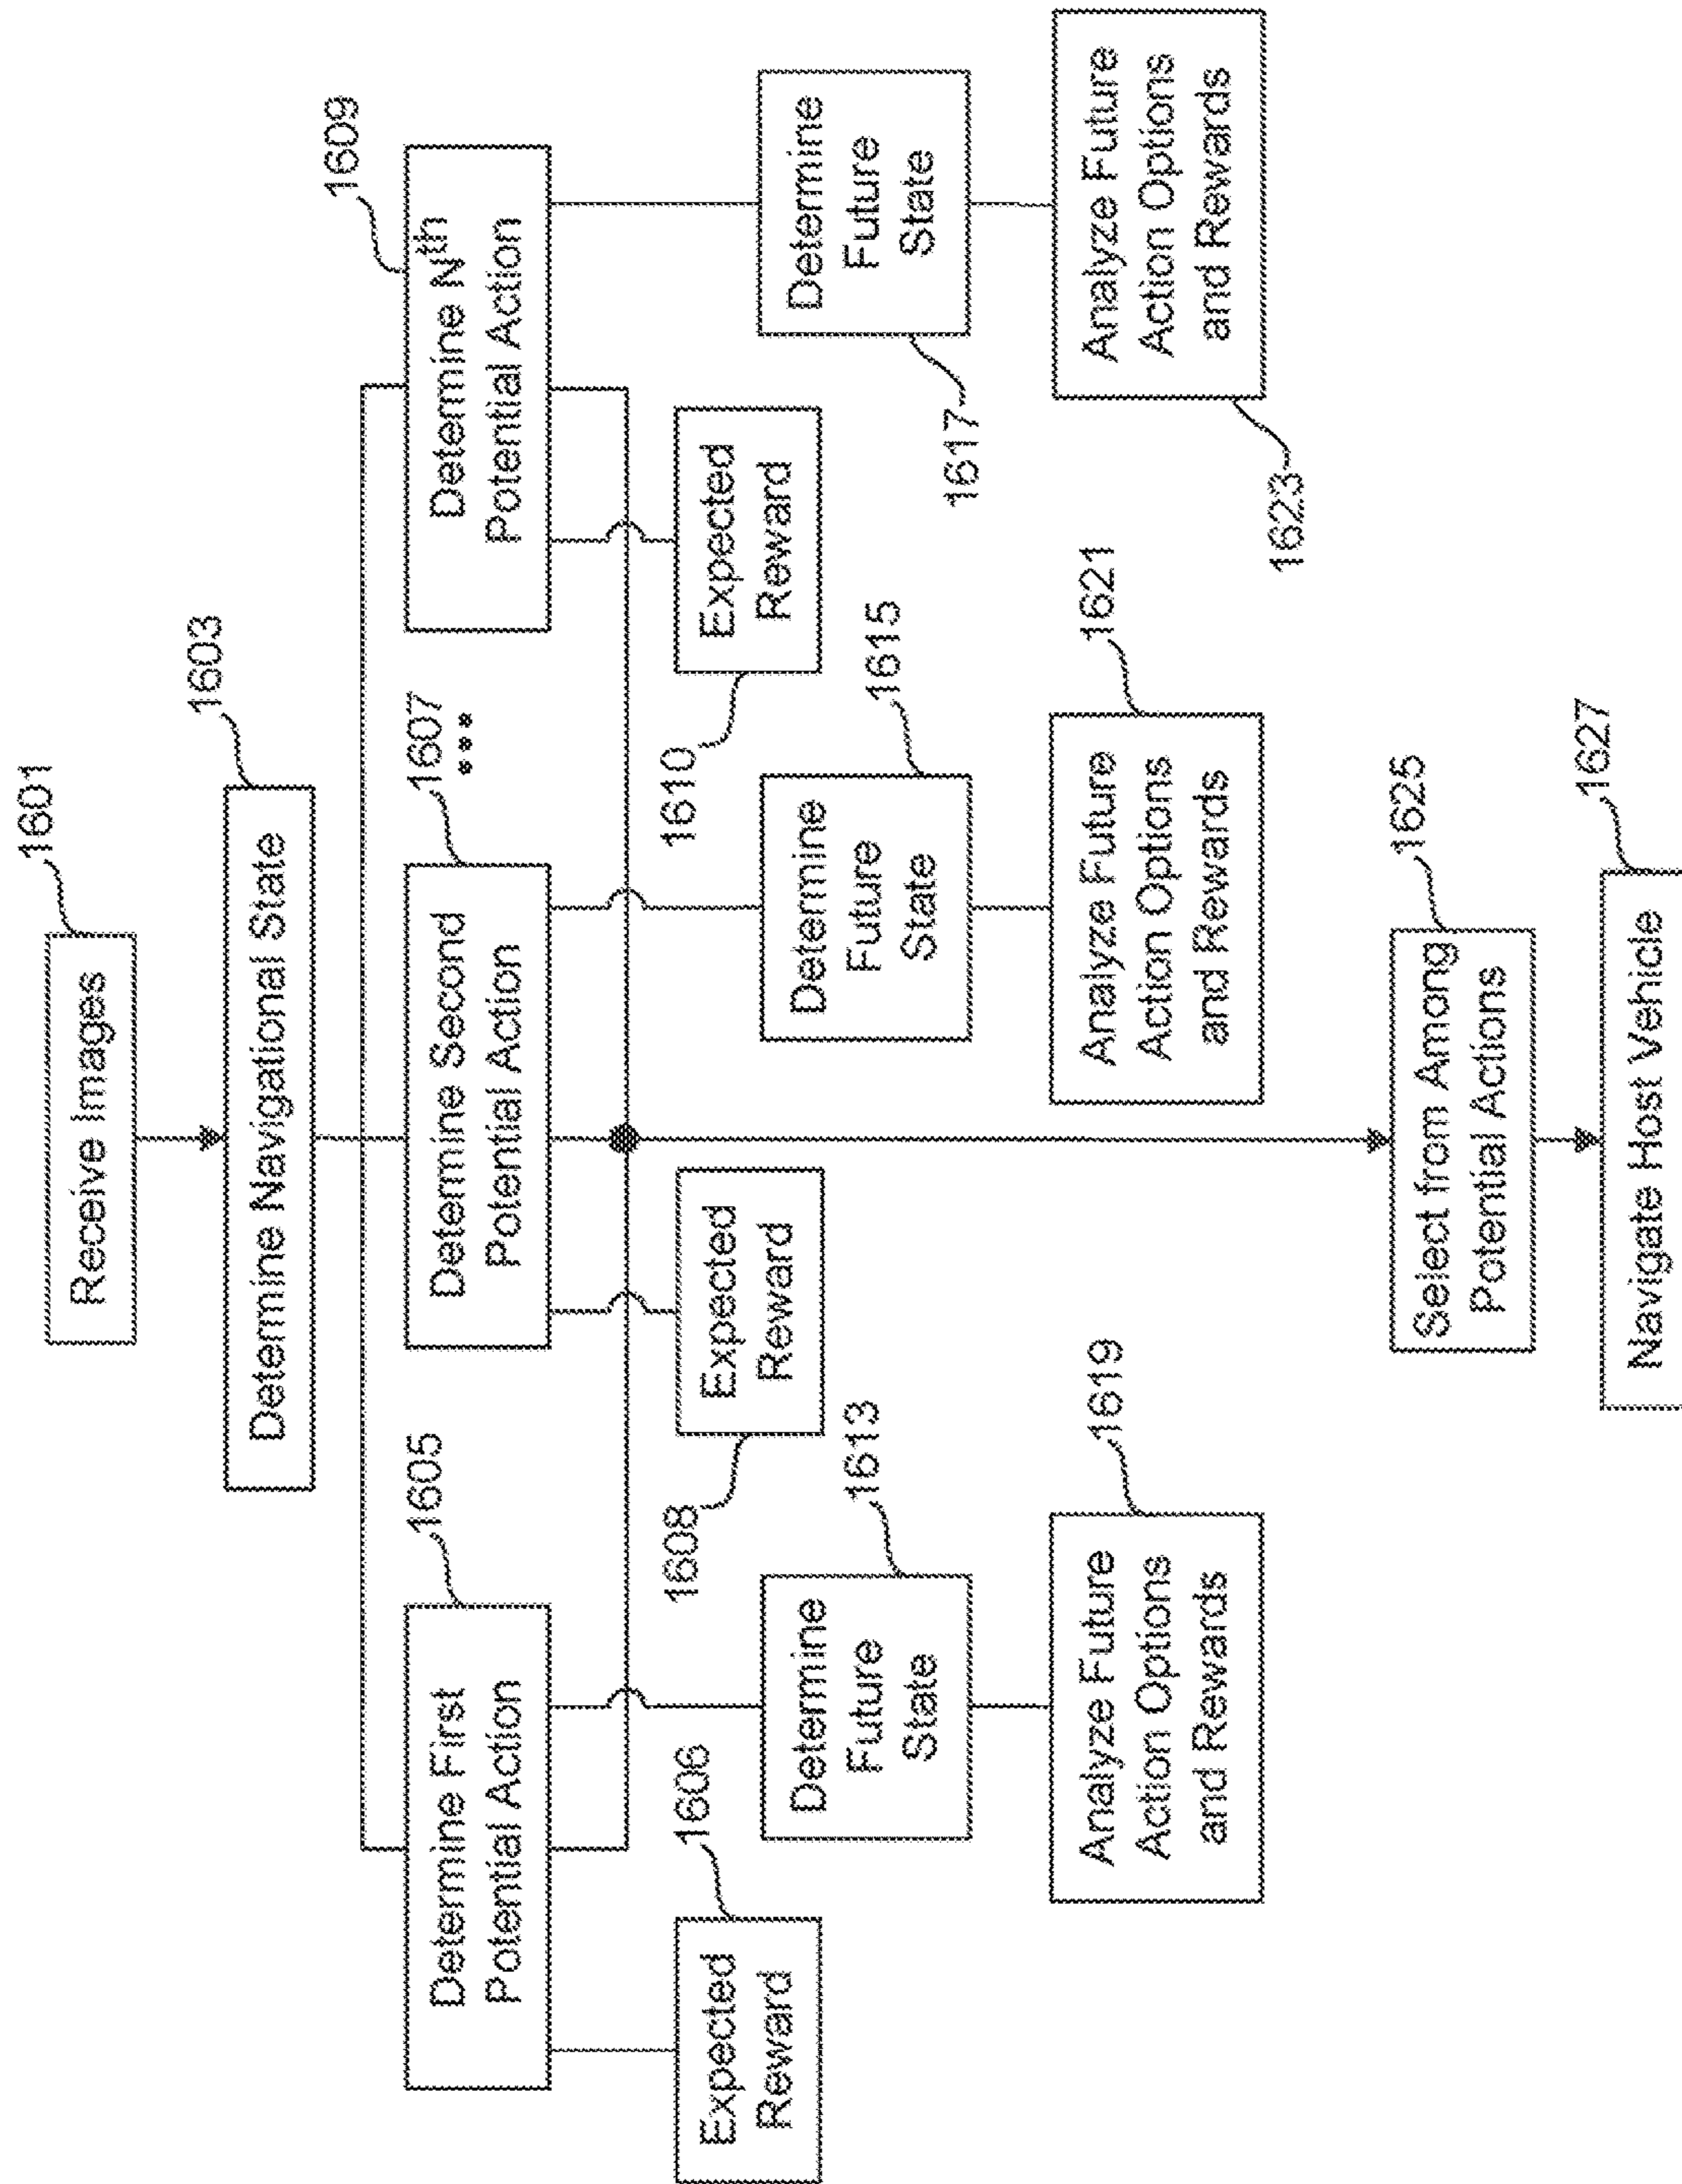 1601
Receive Images
1603
Determine Navigational State
1605
Determine First
Potential Action
1607
Determine Second
Potential Action
•••
1609
Determine Nth
Potential Action
1606
Expected
Reward
1608
Expected
Reward
1610
Expected
Reward
1613
Determine
Future
State
1615
Determine
Future
State
1617
Determine
Future
State
1619
Analyze Future
Action Options
and Rewards
1621
Analyze Future
Action Options
and Rewards
1623
Analyze Future
Action Options
and Rewards
1625
Select from Among
Potential Actions
1627
Navigate Host Vehicle